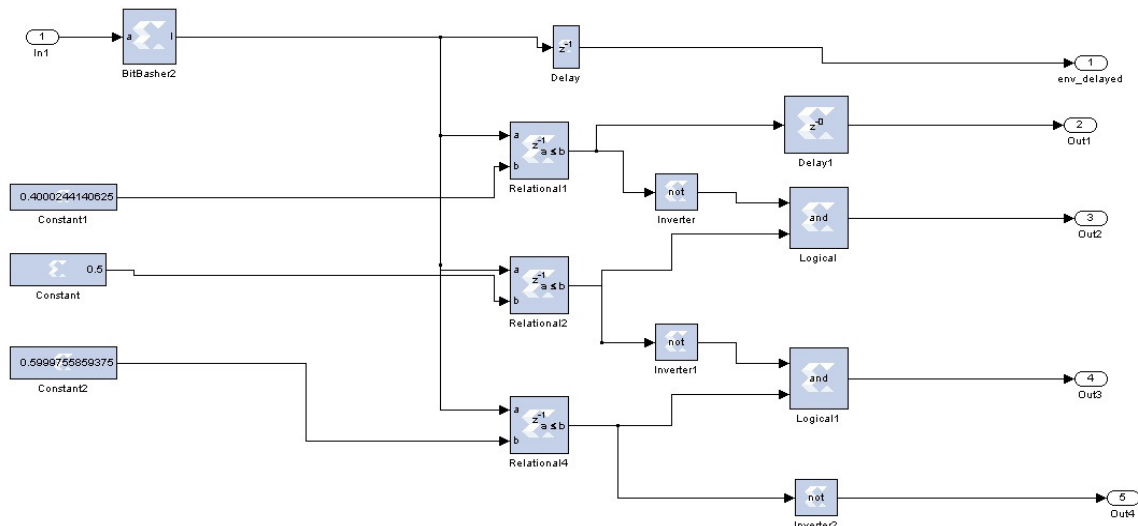 1
In1
a
l
BitBasher2
z-1
Delay
1
env_delayed
a
b
z-1
a ≤ b
Relational1
z-0
Delay1
2
Out1
0.4000244140625
Constant1
not
Inverter
and
Logical
3
Out2
0.5
Constant
a
b
z-1
a ≤ b
Relational2
not
Inverter1
and
Logical1
4
Out3
0.5999755859375
Constant2
a
b
z-1
a ≤ b
Relational4
not
Inverter2
5
Out4